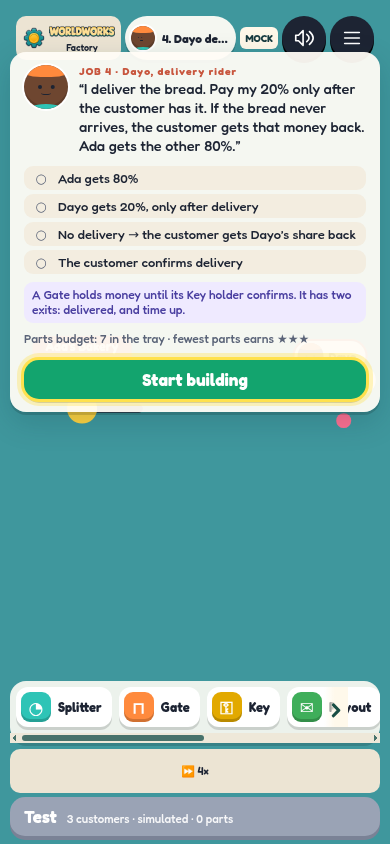 WORLDWORKS
Factory
4. Dayo de...
MOCK
JOB 4 · Dayo, delivery rider
“I deliver the bread. Pay my 20% only after
the customer has it. If the bread never
arrives, the customer gets that money back.
Ada gets the other 80%.”
Ada gets 80%
Dayo gets 20%, only after delivery
No delivery → the customer gets Dayo's share back
The customer confirms delivery
A Gate holds money until its Key holder confirms. It has two
exits: delivered, and time up.
Parts budget: 7 in the tray · fewest parts earns ★★★
Start building
Splitter
Gate
Key
⏩ 4x
Test 3 customers · simulated · 0 parts